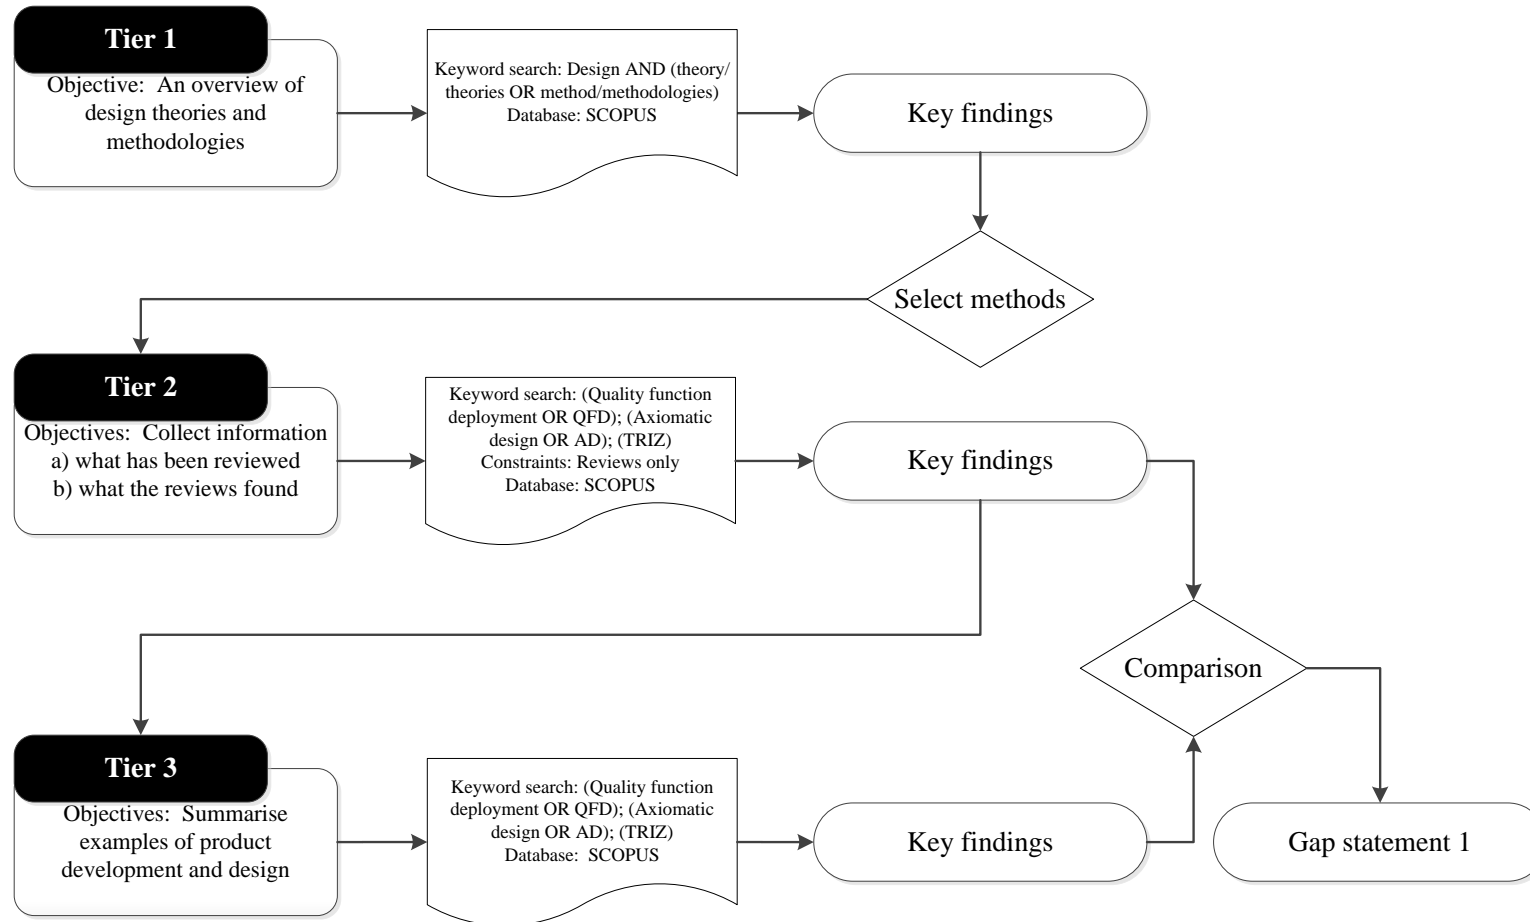 Tier 1
Objective: An overview of
design theories and
methodologies
Keyword search: Design AND (theory/
theories OR method/methodologies)
Database: SCOPUS
Key findings
Select methods
Tier 2
Objectives: Collect information
a) what has been reviewed
b) what the reviews found
Keyword search: (Quality function
deployment OR QFD); (Axiomatic
design OR AD); (TRIZ)
Constraints: Reviews only
Database: SCOPUS
Key findings
Comparison
Tier 3
Objectives: Summarise
examples of product
development and design
Keyword search: (Quality function
deployment OR QFD); (Axiomatic
design OR AD); (TRIZ)
Database: SCOPUS
Key findings
Gap statement 1